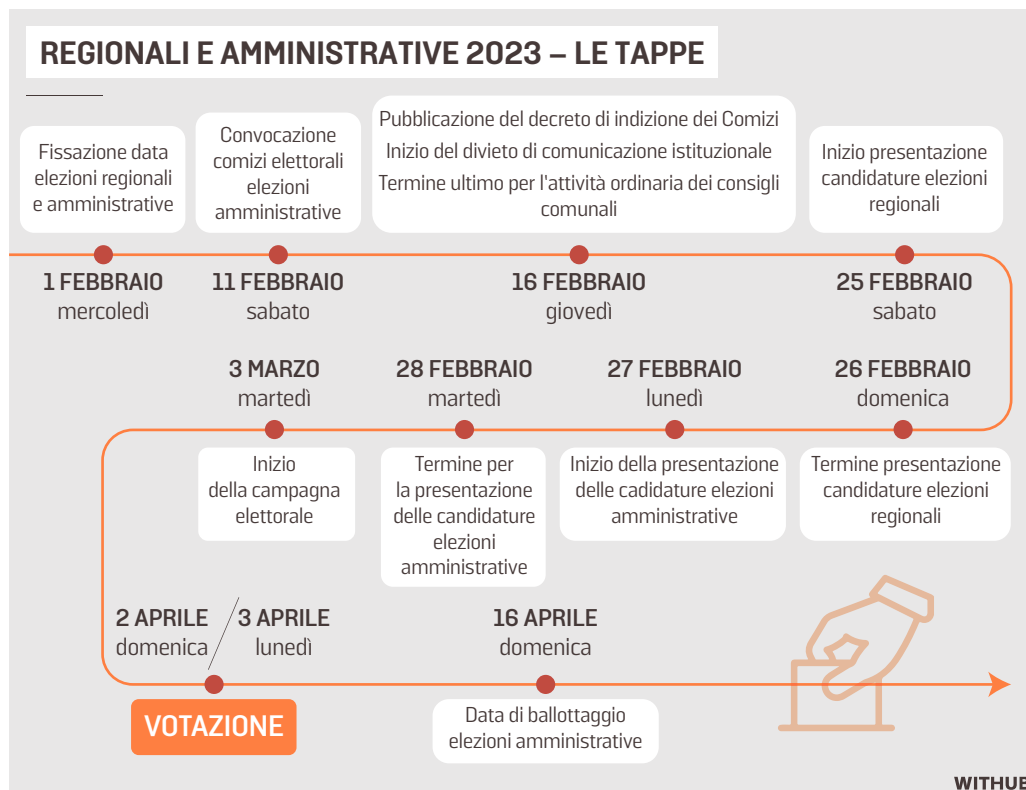 REGIONALI E AMMINISTRATIVE 2023 – LE TAPPE
Fissazione data
elezioni regionali
e amministrative
1 FEBBRAIO
mercoledì
Convocazione
comizi elettorali
elezioni
amministrative
11 FEBBRAIO
sabato
Pubblicazione del decreto di indizione dei Comizi
Inizio del divieto di comunicazione istituzionale
Termine ultimo per l'attività ordinaria dei consigli
comunali
16 FEBBRAIO
giovedì
Inizio presentazione
candidature elezioni
regionali
25 FEBBRAIO
sabato
26 FEBBRAIO
domenica
Termine presentazione
candidature elezioni
regionali
27 FEBBRAIO
lunedì
Inizio della presentazione
delle cadidature elezioni
amministrative
28 FEBBRAIO
martedì
Termine per
la presentazione
delle candidature
elezioni
amministrative
3 MARZO
martedì
Inizio
della campagna
elettorale
2 APRILE
domenica
3 APRILE
lunedì
VOTAZIONE
16 APRILE
domenica
Data di ballottaggio
elezioni amministrative
WITHUB